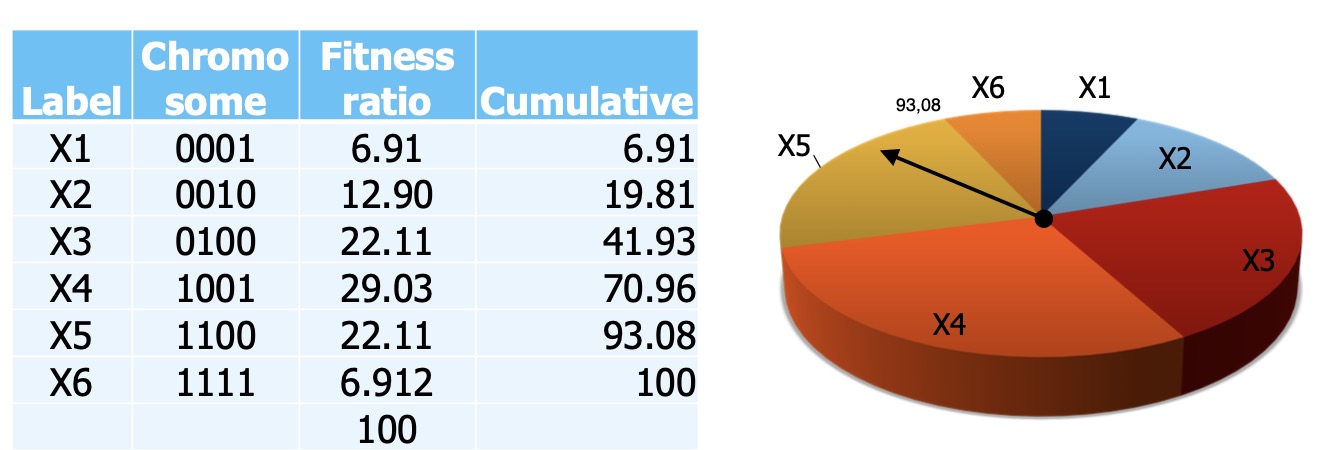 Chromo Fitness
Label some ratio Cumulative
X1 0001 6.91 6.91
X2 0010 12.90 19.81
X3 0100 22.11 41.93
X4 1001 29.03 70.96
X5 1100 22.11 93.08
X6 1111 6.912 100
100
X6 X1
93,08
X5 X2
X3
X4